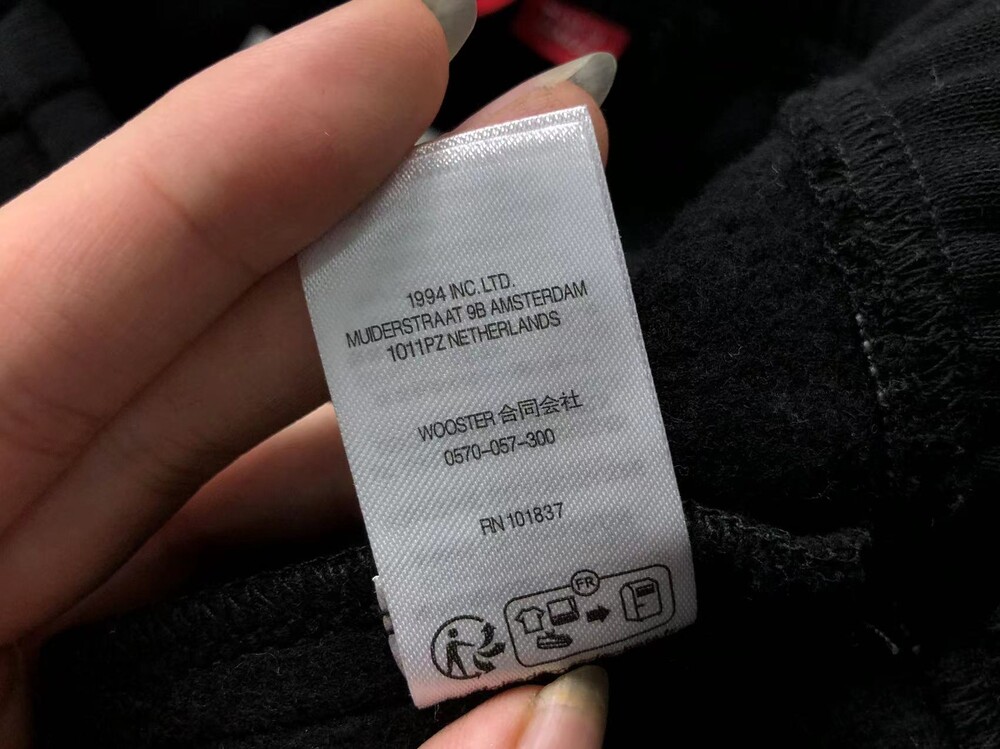 1994 INC. LTD.
MUIDERSTRAAT 9B AMSTERDAM
1011PZ NETHERLANDS
WOOSTER 合同会社
0570-057-300
RN 101837
FR